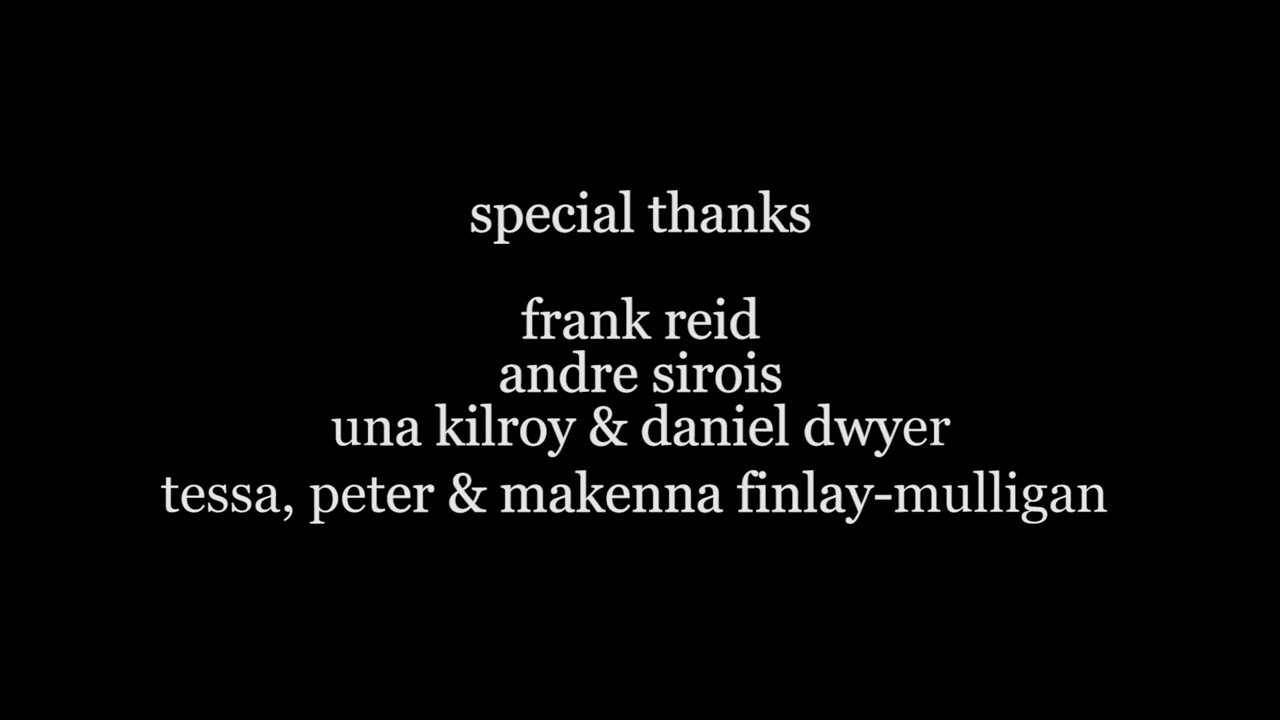 special thanks
frank reid
andre sirois
una kilroy & daniel dwyer
tessa, peter & makenna finlay-mulligan